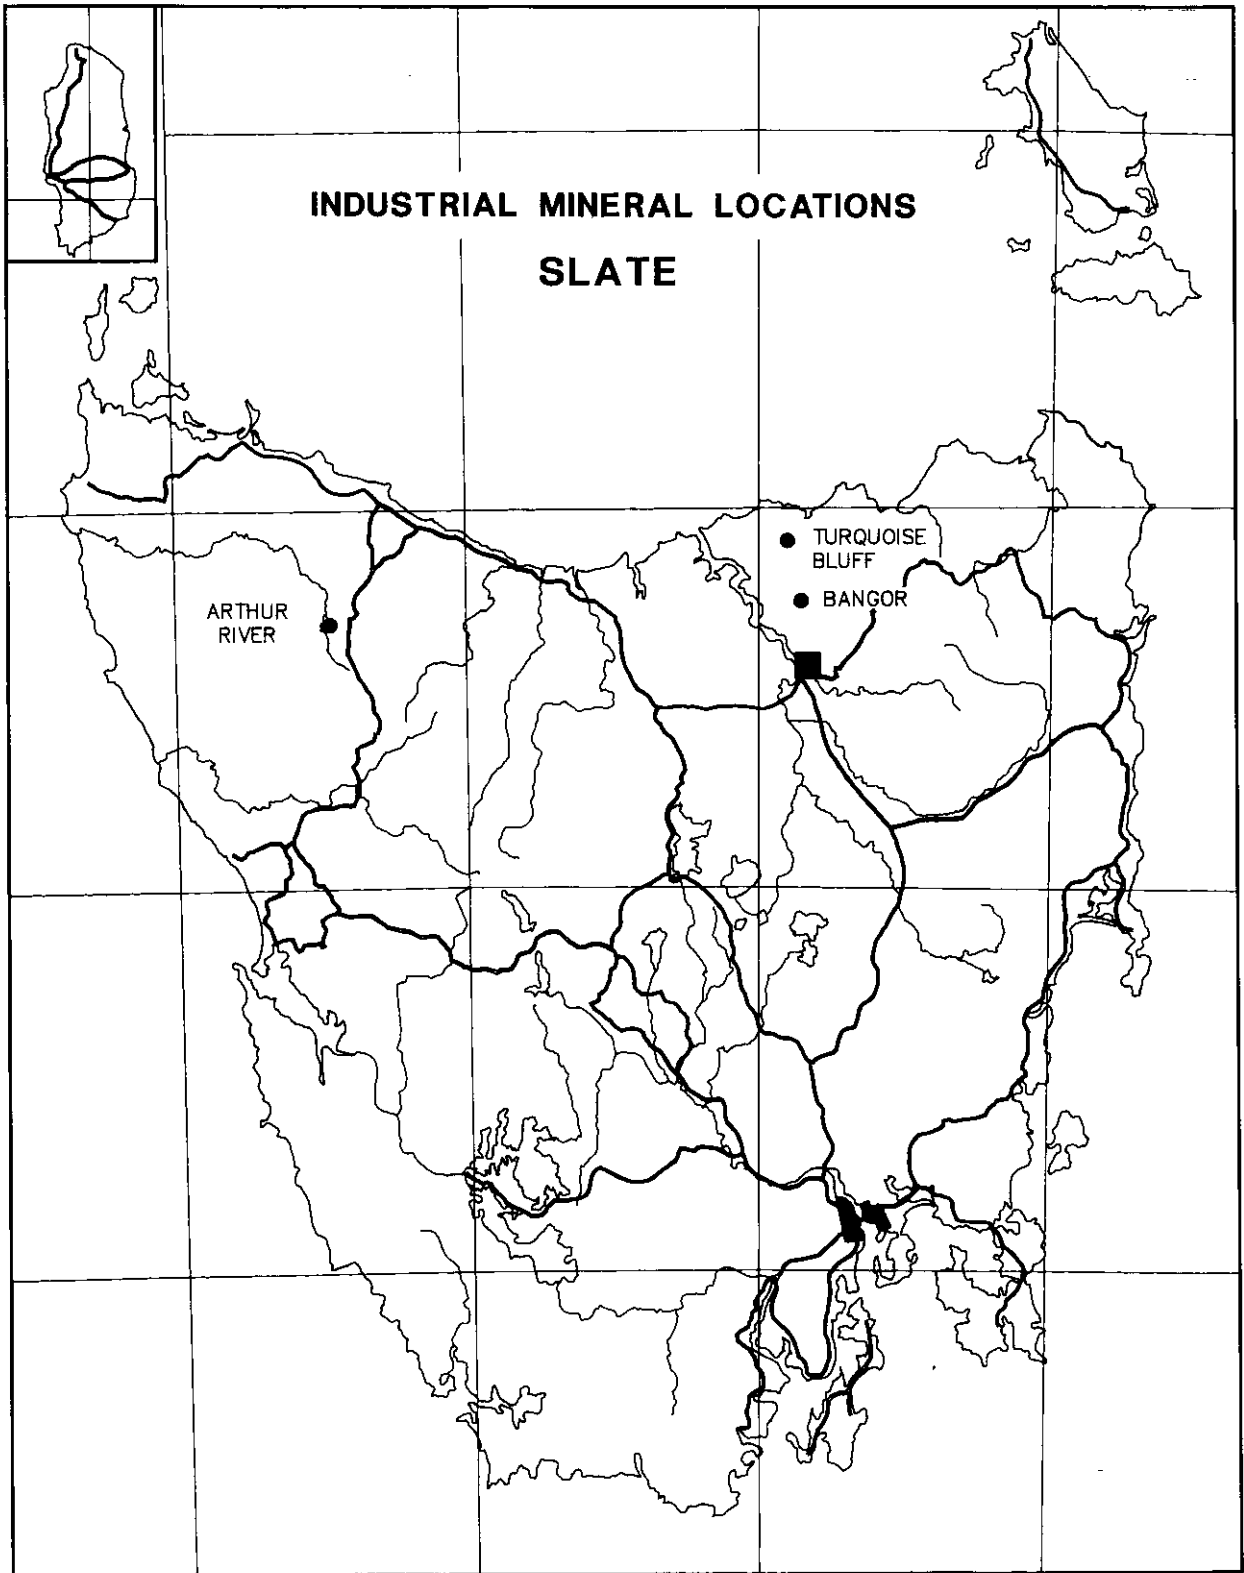 INDUSTRIAL MINERAL LOCATIONS
SLATE
TURQUOISE
BLUFF
BANGOR
ARTHUR
RIVER